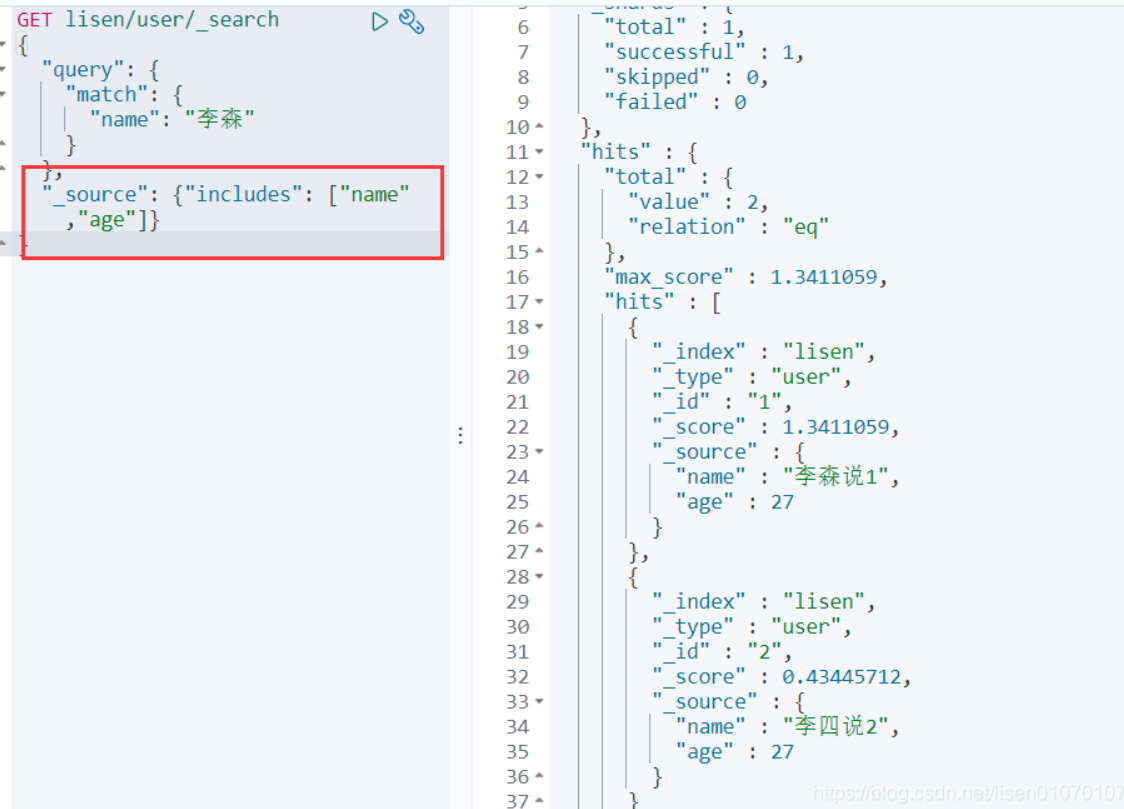 GET lisen/user/_search
{
"query": {
"match": {
"name": "李森"
}
},
"_source": {"includes": ["name"
,"age"]}
}
6 "total" : 1,
7 "successful" : 1,
8 "skipped" : 0,
9 "failed" : 0
10 },
11 "hits" : {
12 "total" : {
13 "value" : 2,
14 "relation" : "eq"
15 },
16 "max_score" : 1.3411059,
17 "hits" : [
18 {
19 "_index" : "lisen",
20 "_type" : "user",
21 "_id" : "1",
22 "_score" : 1.3411059,
23 "_source" : {
24 "name" : "李森说1",
25 "age" : 27
26 }
27 },
28 {
29 "_index" : "lisen",
30 "_type" : "user",
31 "_id" : "2",
32 "_score" : 0.43445712,
33 "_source" : {
34 "name" : "李四说2",
35 "age" : 27
36 }
37 }
https://blog.csdn.net/lisen01070107